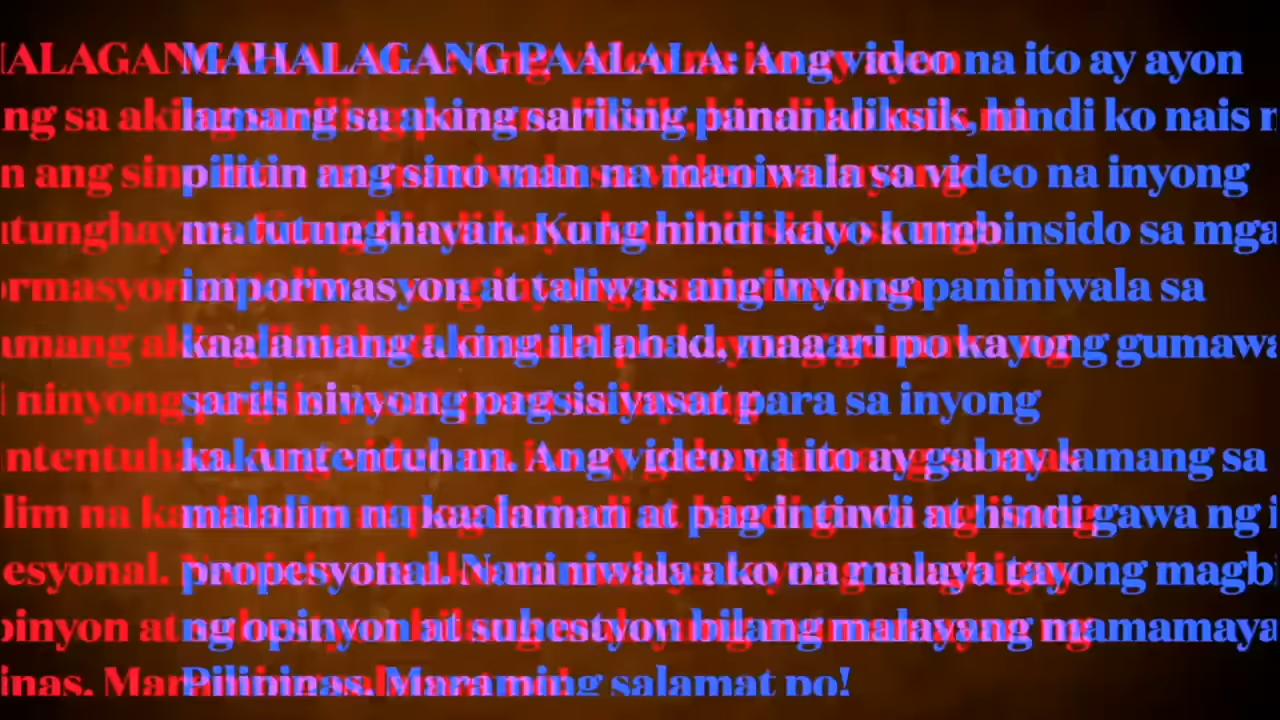 MAHALAGANG PAALALA: Ang video na ito ay ayon
lamang sa aking sariling pananaliksik, hindi ko nais
pilitin ang sino man na maniwala sa video na inyong
matutunghayan. Kung hindi kayo kumbinsido sa mga
impormasyon at taliwas ang inyong paniniwala sa
kaalamang aking ilalahad, maaari po kayong gumawa
sarili ninyong pagsisiyasat para sa inyong
kakuntentuhan. Ang video na ito ay gabay lamang sa
malalim na kaalaman at pag intindi at hindi gawa ng
propesyonal. Naniniwala ako na malaya tayong magb
ng opinyon at suhestyon bilang malayang mamamaya
Pilipinas. Maraming salamat po!